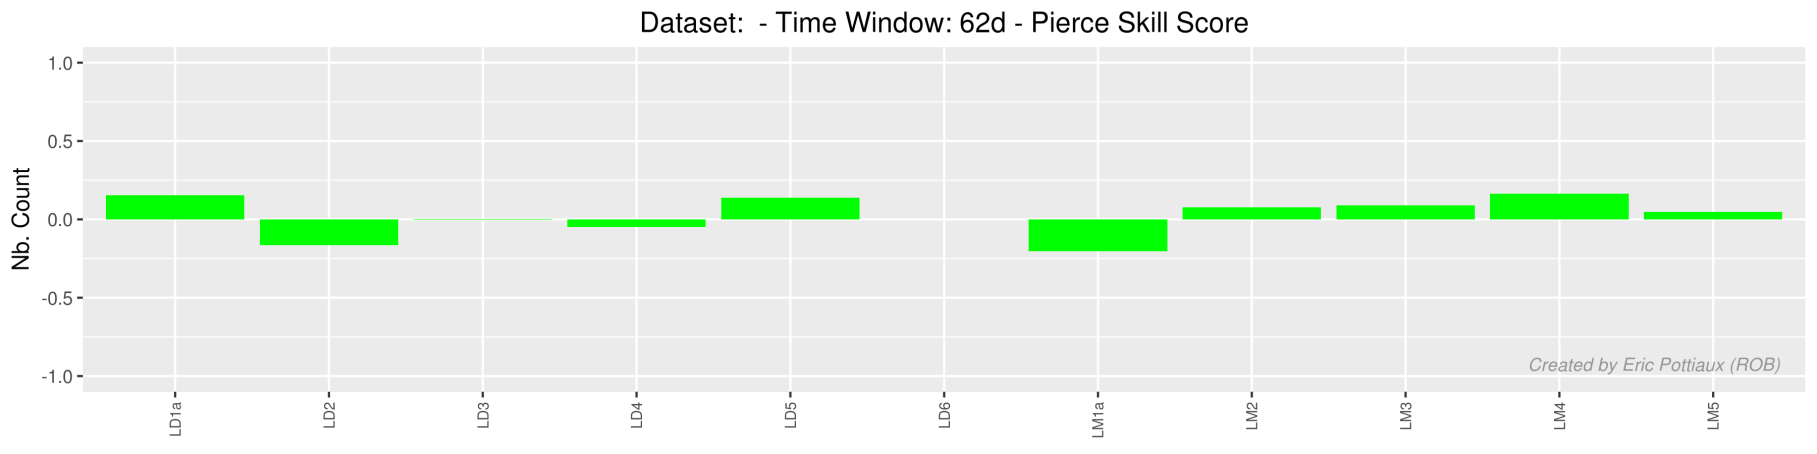 Dataset:  - Time Window: 62d - Pierce Skill Score
Nb. Count
1.0
0.5
0.0
-0.5
-1.0
Created by Eric Pottiaux (ROB)
LD1a
LD2
LD3
LD4
LD5
LD6
LM1a
LM2
LM3
LM4
LM5